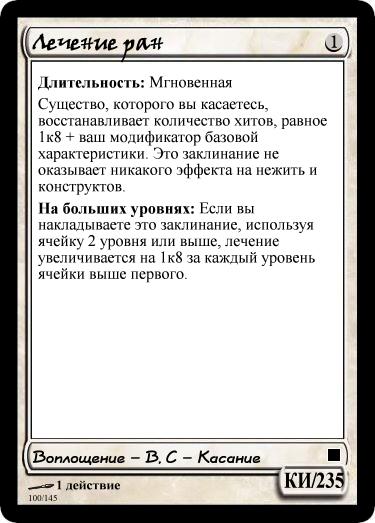 Лечение ран 1
Длительность: Мгновенная
Существо, которого вы касаетесь,
восстанавливает количество хитов, равное
1к8 + ваш модификатор базовой
характеристики. Это заклинание не
оказывает никакого эффекта на нежить и
конструктов.
На больших уровнях: Если вы
накладываете это заклинание, используя
ячейку 2 уровня или выше, лечение
увеличивается на 1к8 за каждый уровень
ячейки выше первого.
Воплощение – В, С – Касание
1 действие
КИ/235
100/145